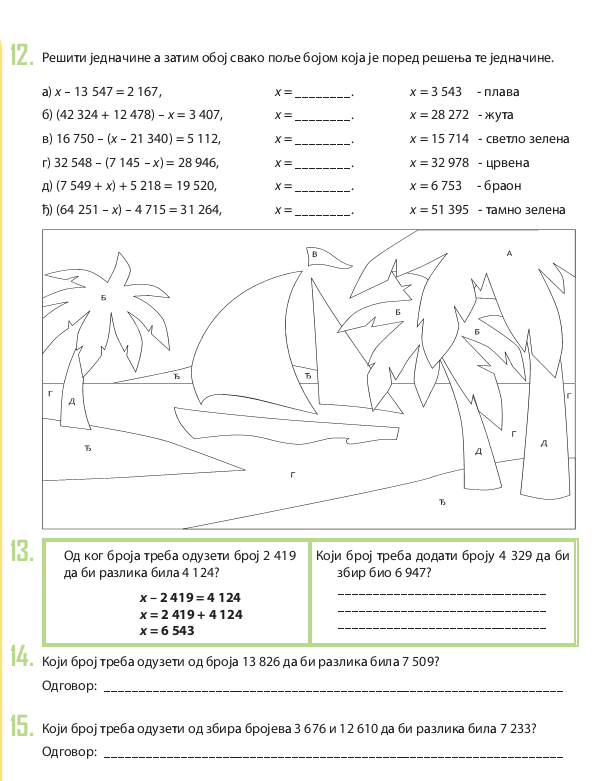 12. Решити једначине а затим обој свако поље бојом која је поред решења те једначине.
а) x – 13 547 = 2 167, x = ________. x = 3 543 - плава
б) (42 324 + 12 478) – x = 3 407, x = ________. x = 28 272 - жута
в) 16 750 – (x – 21 340) = 5 112, x = ________. x = 15 714 - светло зелена
г) 32 548 – (7 145 – x) = 28 946, x = ________. x = 32 978 - црвена
д) (7 549 + x) + 5 218 = 19 520, x = ________. x = 6 753 - браон
ђ) (64 251 – x) – 4 715 = 31 264, x = ________. x = 51 395 - тамно зелена
В
А
Б
Б
Б
Ђ
Ђ
Г
Д
Г
Г
Д
Ђ
Д
Г
Ђ
13.
Од ког броја треба одузети број 2 419
да би разлика била 4 124?
x – 2 419 = 4 124
x = 2 419 + 4 124
x = 6 543
Који број треба додати броју 4 329 да би
збир био 6 947?
______________________________
______________________________
______________________________
14. Који број треба одузети од броја 13 826 да би разлика била 7 509?
Одговор: ____________________________________________________________
15. Који број треба одузети од збира бројева 3 676 и 12 610 да би разлика била 7 233?
Одговор: ____________________________________________________________